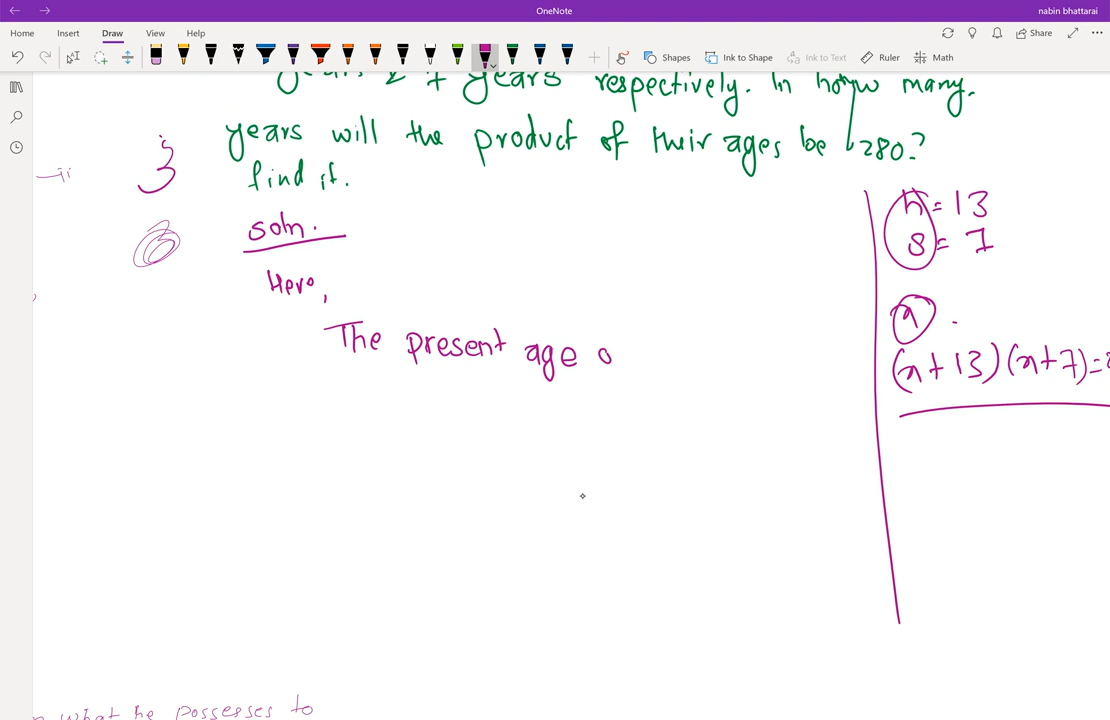 OneNote
nabin bhattarai
Home Insert Draw View Help
Share
Shapes Ink to Shape Ink to Text Ruler Math
years & 7 years respectively. In how many.
years will the product of their ages be 280?
find it.
soln.
Here,
The present age o
3
n = 13
s = 7
x .
(x + 13) (x + 7) =
what he possesses to